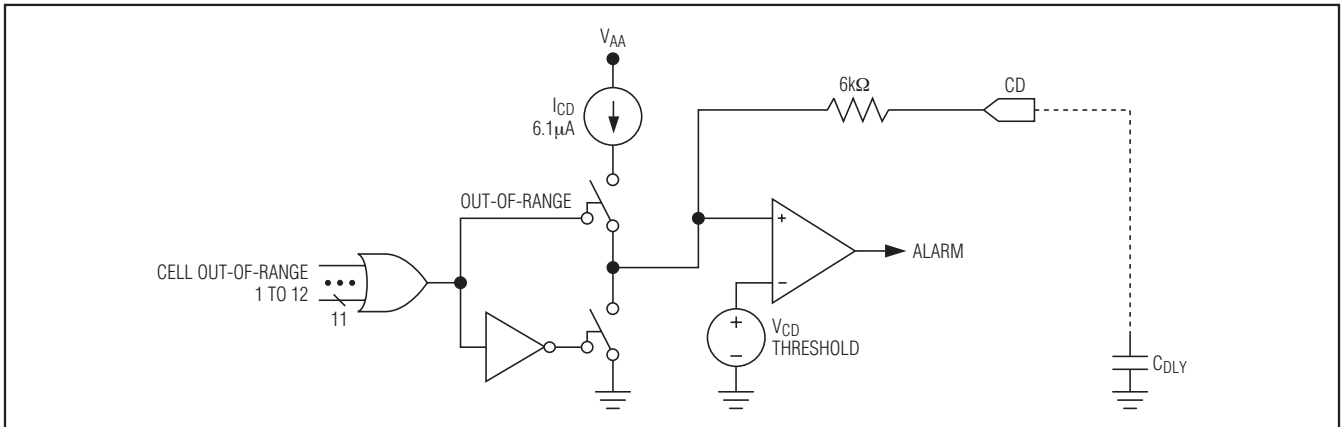 VAA
ICD
6.1µA
6kΩ
CD
OUT-OF-RANGE
CELL OUT-OF-RANGE
1 TO 12
11
+
−
ALARM
+
−
VCD
THRESHOLD
CDLY